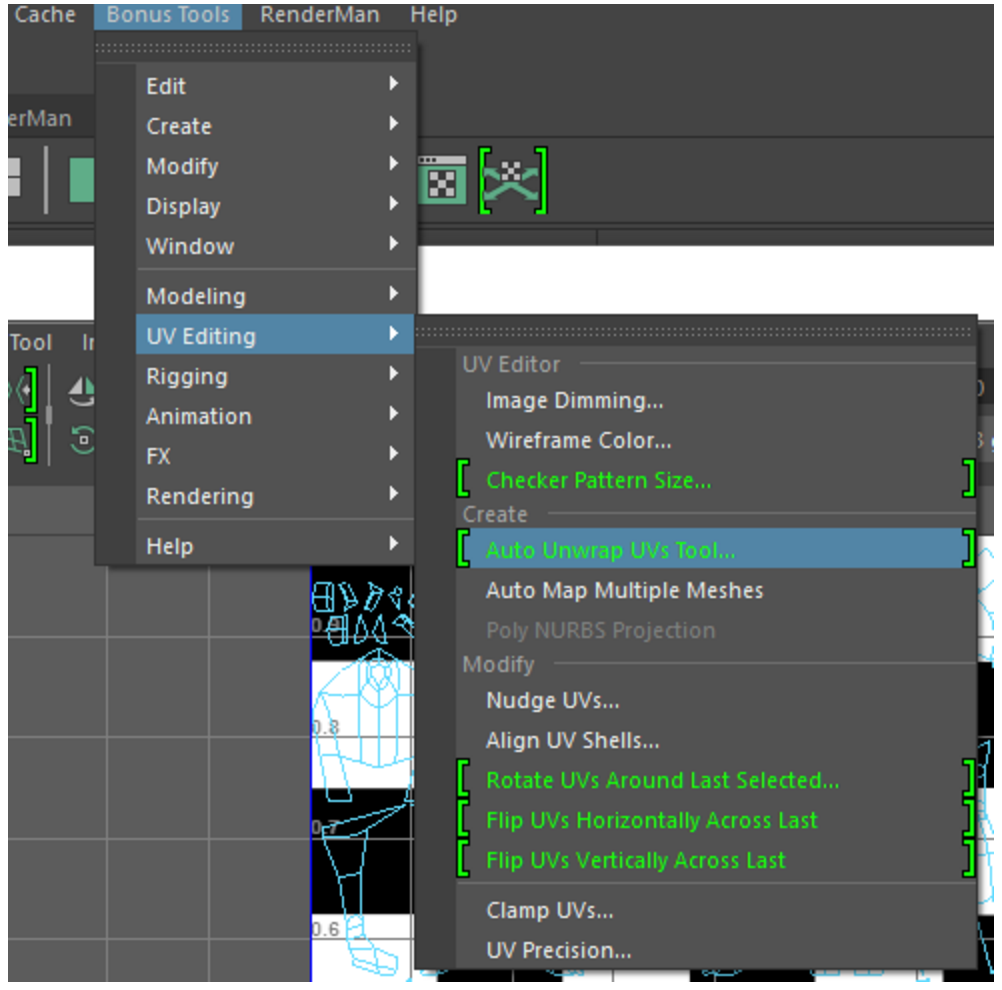 Cache Bonus Tools RenderMan Help
Edit
Create
erMan
Modify
Display
Window
Modeling
UV Editing
Tool
Rigging
Animation
FX
Rendering
Help
UV Editor
Image Dimming...
Wireframe Color...
Checker Pattern Size...
Create
Auto Unwrap UVs Tool...
Auto Map Multiple Meshes
Poly NURBS Projection
Modify
Nudge UVs...
Align UV Shells...
Rotate UVs Around Last Selected...
Flip UVs Horizontally Across Last
Flip UVs Vertically Across Last
Clamp UVs...
UV Precision...
0.9
0.8
0.7
0.6